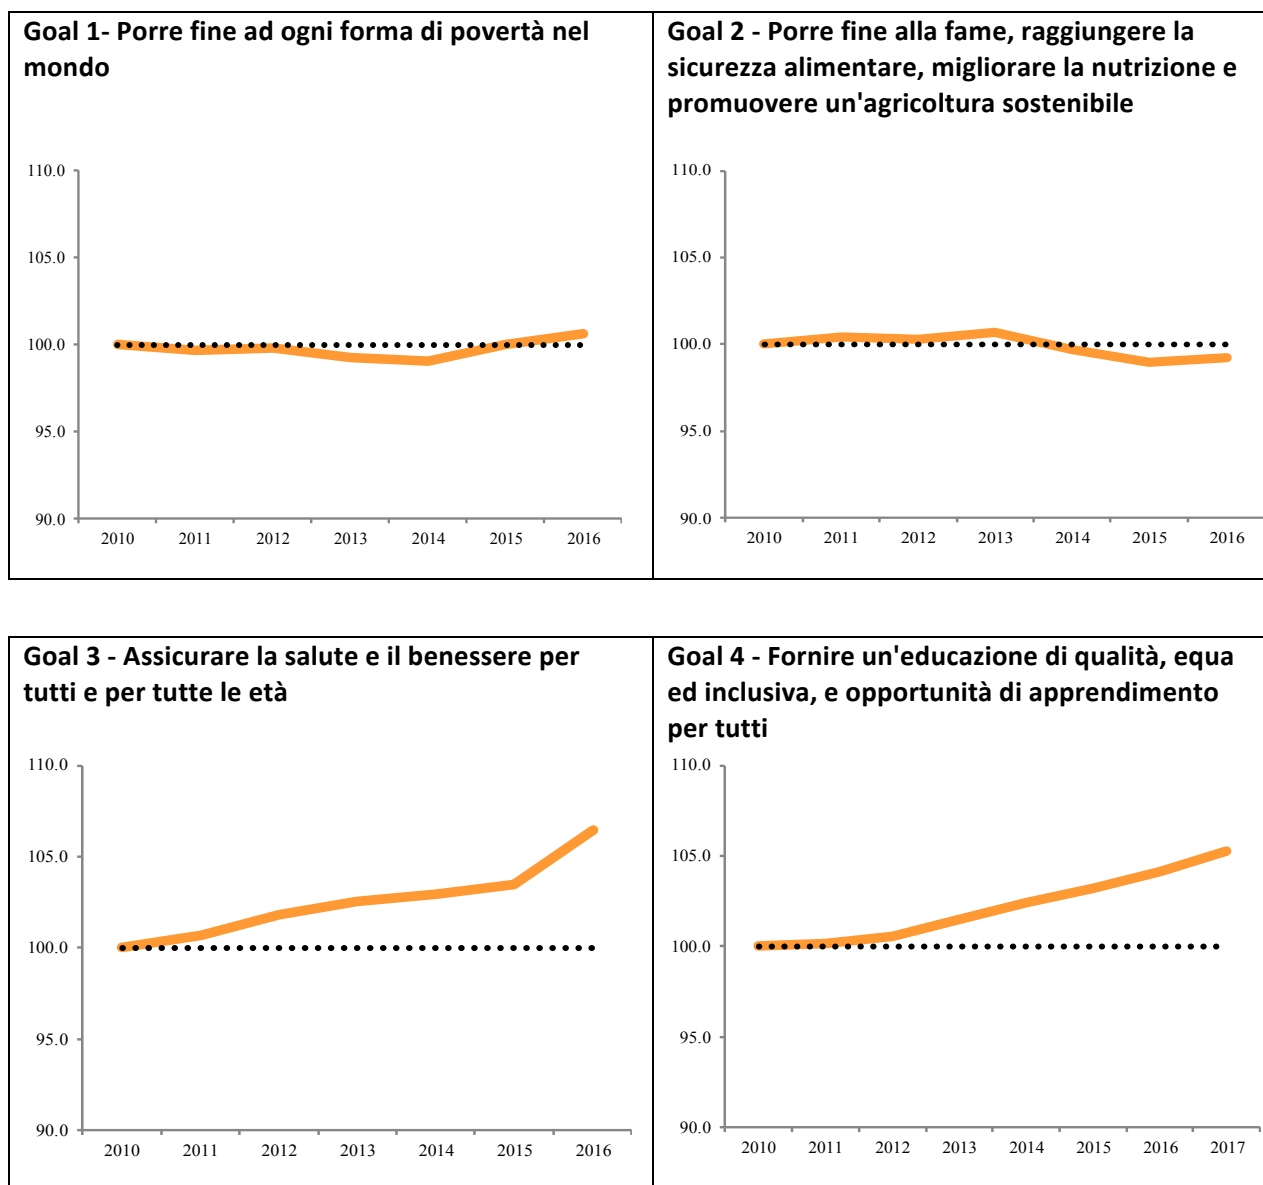 Goal 1- Porre fine ad ogni forma di povertà nel
mondo
110.0
105.0
100.0
95.0
90.0
2010 2011 2012 2013 2014 2015 2016
Goal 2 - Porre fine alla fame, raggiungere la
sicurezza alimentare, migliorare la nutrizione e
promuovere un'agricoltura sostenibile
110.0
105.0
100.0
95.0
90.0
2010 2011 2012 2013 2014 2015 2016
Goal 3 - Assicurare la salute e il benessere per
tutti e per tutte le età
110.0
105.0
100.0
95.0
90.0
2010 2011 2012 2013 2014 2015 2016
Goal 4 - Fornire un'educazione di qualità, equa
ed inclusiva, e opportunità di apprendimento
per tutti
110.0
105.0
100.0
95.0
90.0
2010 2011 2012 2013 2014 2015 2016 2017